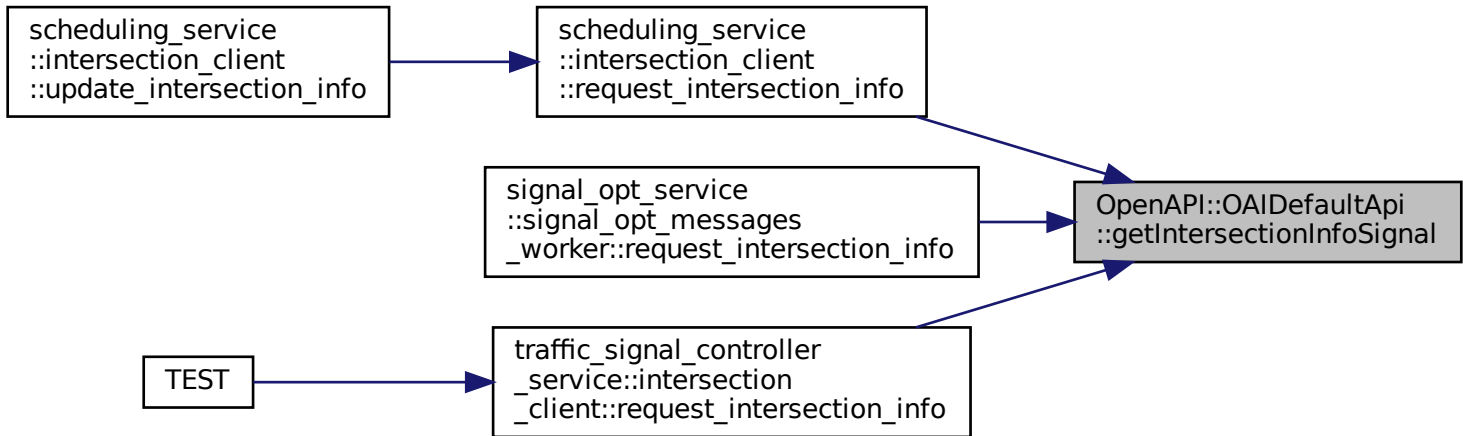 scheduling_service
::intersection_client
::update_intersection_info
scheduling_service
::intersection_client
::request_intersection_info
signal_opt_service
::signal_opt_messages
_worker::request_intersection_info
OpenAPI::OAIDefaultApi
::getIntersectionInfoSignal
traffic_signal_controller
_service::intersection
_client::request_intersection_info
TEST